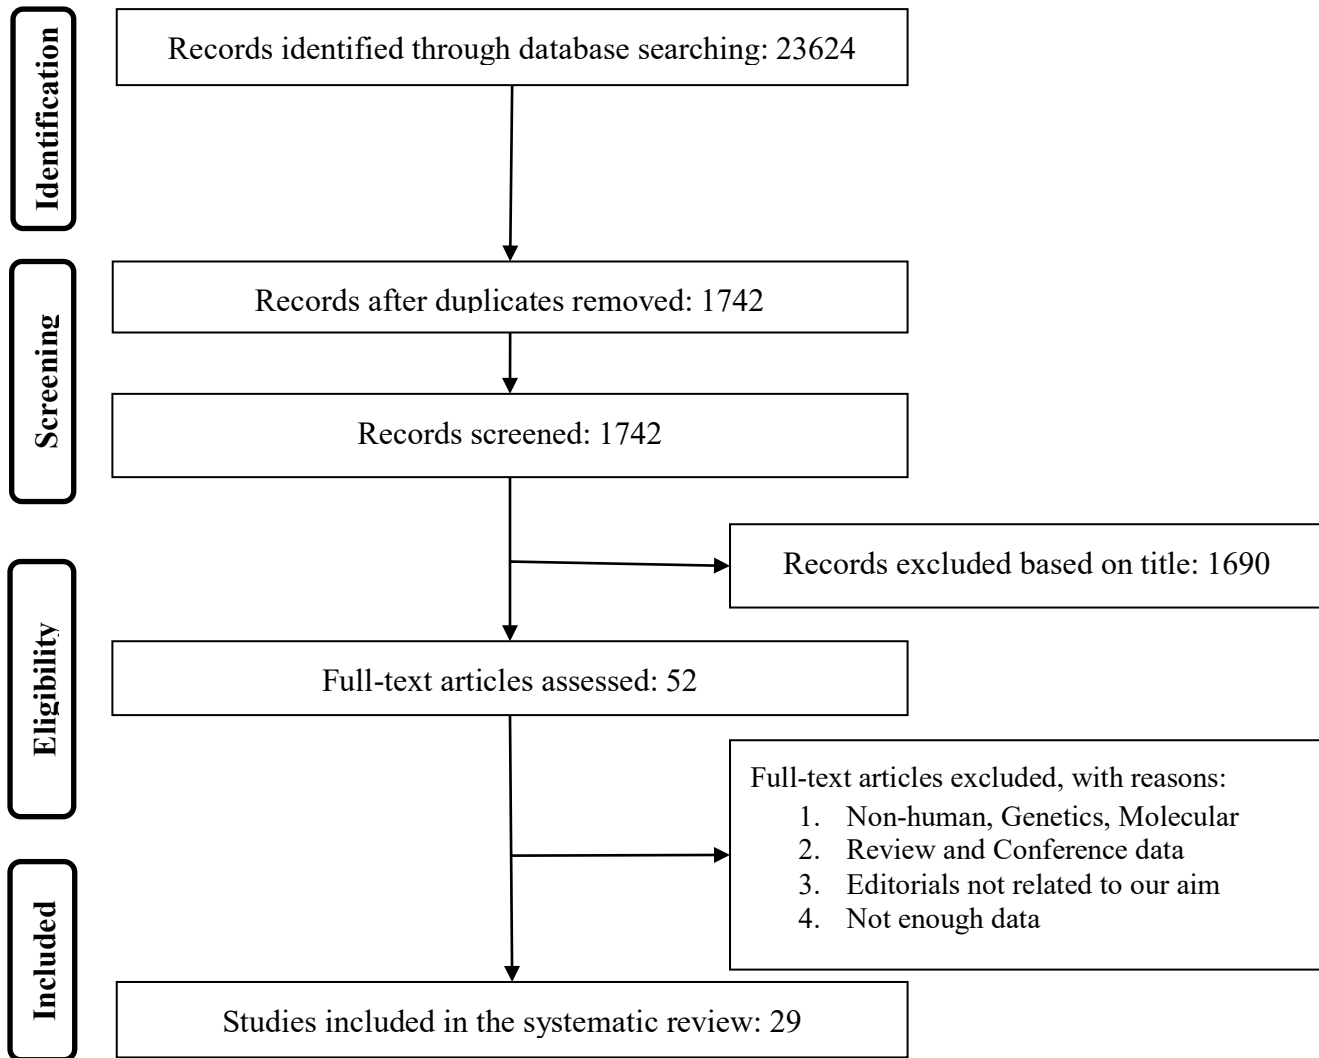 Identification
Records identified through database searching: 23624
Screening
Records after duplicates removed: 1742
Records screened: 1742
Records excluded based on title: 1690
Eligibility
Full-text articles assessed: 52
Full-text articles excluded, with reasons:
1. Non-human, Genetics, Molecular
2. Review and Conference data
3. Editorials not related to our aim
4. Not enough data
Included
Studies included in the systematic review: 29